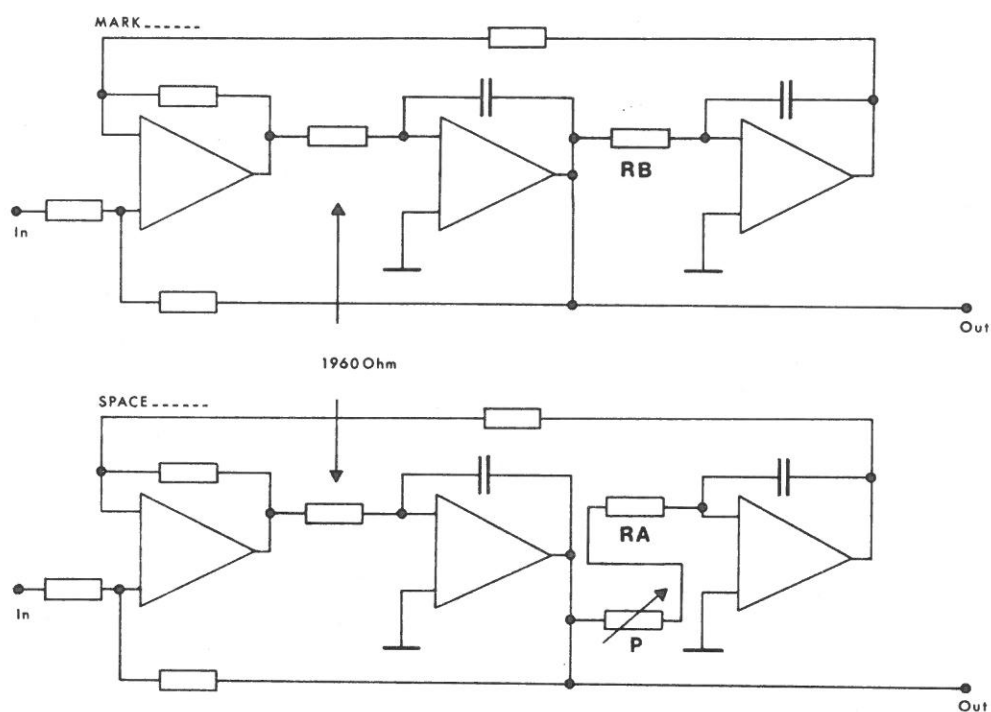 MARK
RB
In
Out
1960 Ohm
SPACE
RA
In
P
Out